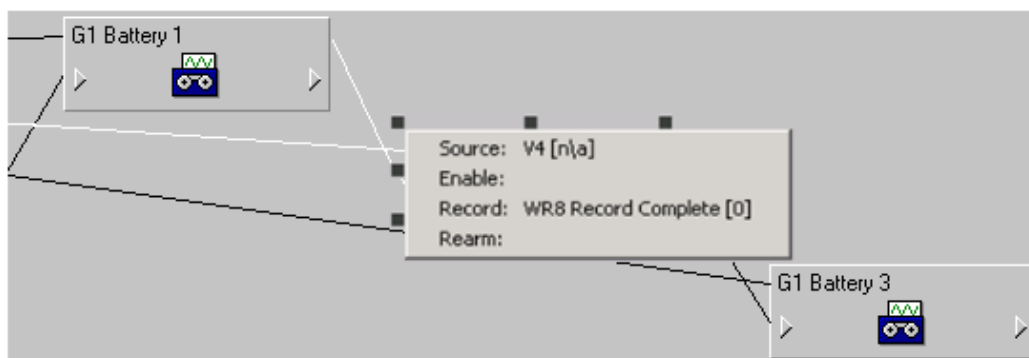 G1 Battery 1
Source: V4 [n\a]
Enable:
Record: WR8 Record Complete [0]
Rearm:
G1 Battery 3